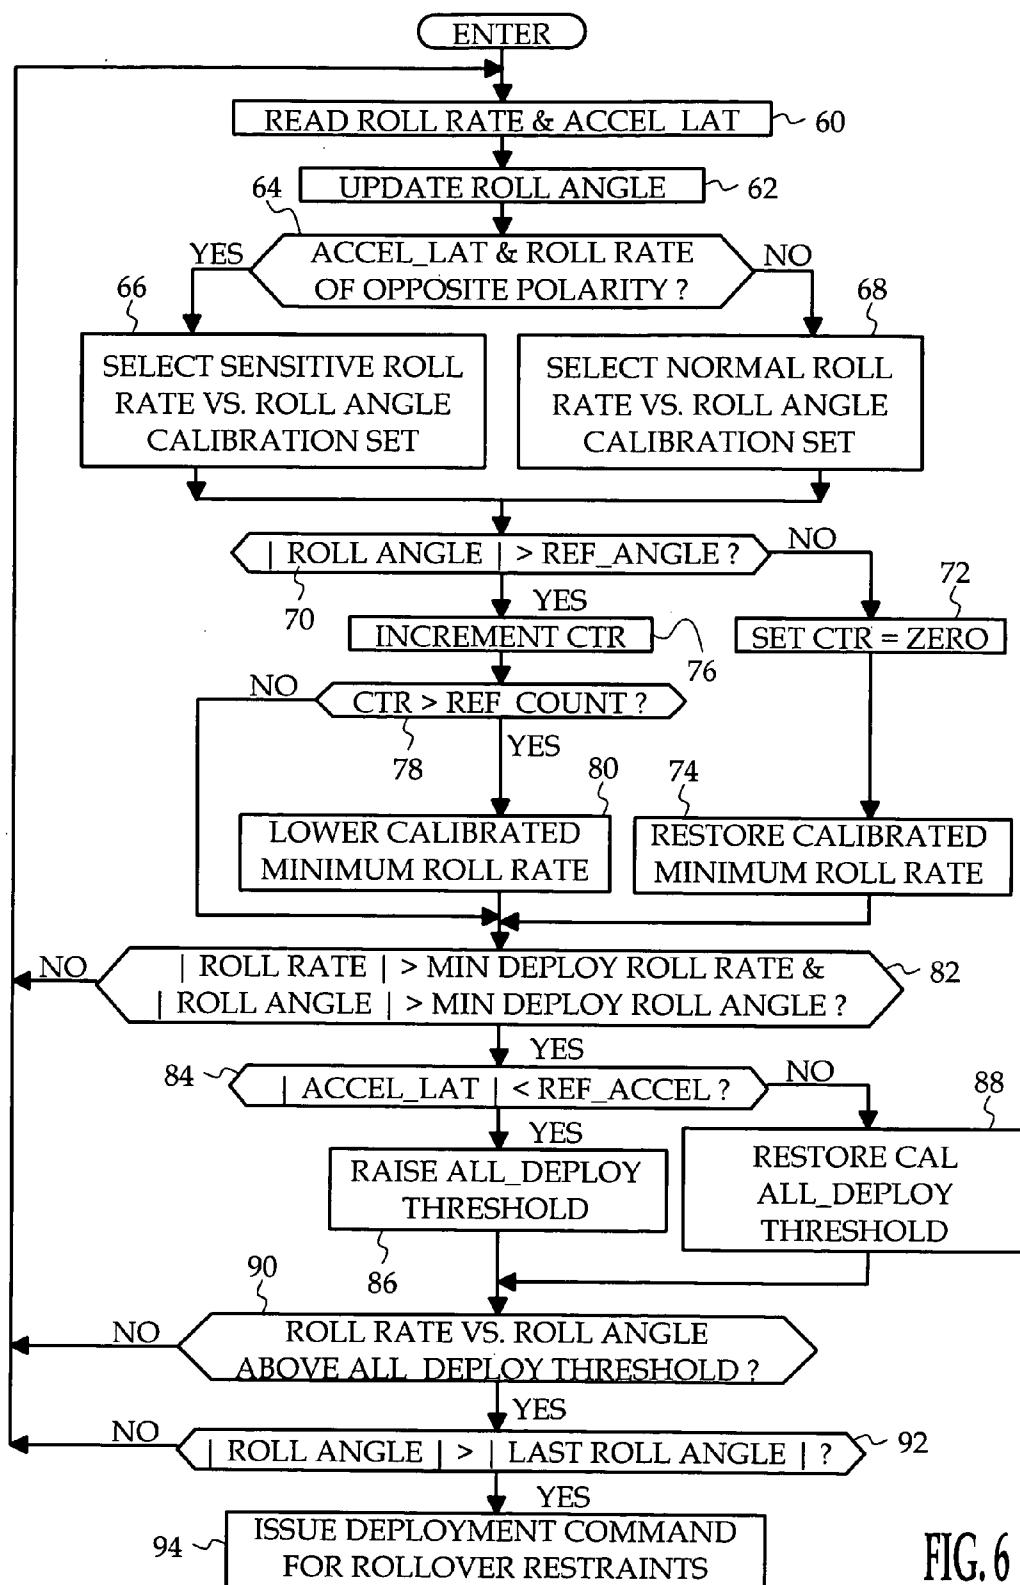 ENTER
READ ROLL RATE & ACCEL_LAT
60
UPDATE ROLL ANGLE
62
64
ACCEL_LAT & ROLL RATE
OF OPPOSITE POLARITY ?
YES
NO
66
SELECT SENSITIVE ROLL
RATE VS. ROLL ANGLE
CALIBRATION SET
68
SELECT NORMAL ROLL
RATE VS. ROLL ANGLE
CALIBRATION SET
| ROLL ANGLE | > REF_ANGLE ?
NO
70
YES
72
INCREMENT CTR
76
SET CTR = ZERO
NO
CTR > REF_COUNT ?
78
YES
80
LOWER CALIBRATED
MINIMUM ROLL RATE
74
RESTORE CALIBRATED
MINIMUM ROLL RATE
NO
| ROLL RATE | > MIN DEPLOY ROLL RATE &
| ROLL ANGLE | > MIN DEPLOY ROLL ANGLE ?
82
YES
84
| ACCEL_LAT | < REF_ACCEL ?
NO
YES
88
RAISE ALL_DEPLOY
THRESHOLD
86
RESTORE CAL
ALL_DEPLOY
THRESHOLD
90
NO
ROLL RATE VS. ROLL ANGLE
ABOVE ALL_DEPLOY THRESHOLD ?
YES
NO
| ROLL ANGLE | > | LAST ROLL ANGLE | ?
92
YES
94
ISSUE DEPLOYMENT COMMAND
FOR ROLLOVER RESTRAINTS
FIG. 6